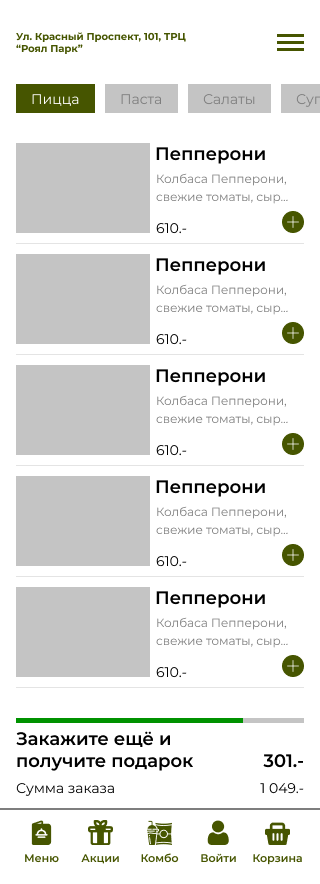 Ул. Красный Проспект, 101, ТРЦ
“Роял Парк”
Пицца Паста Салаты
Пепперони
Колбаса Пепперони,
свежие томаты, сыр...
610.-
Пепперони
Колбаса Пепперони,
свежие томаты, сыр...
610.-
Пепперони
Колбаса Пепперони,
свежие томаты, сыр...
610.-
Пепперони
Колбаса Пепперони,
свежие томаты, сыр...
610.-
Пепперони
Колбаса Пепперони,
свежие томаты, сыр...
610.-
Закажите ещё и
получите подарок 301.-
Сумма заказа 1 049.-
Меню Акции Комбо Войти Корзина